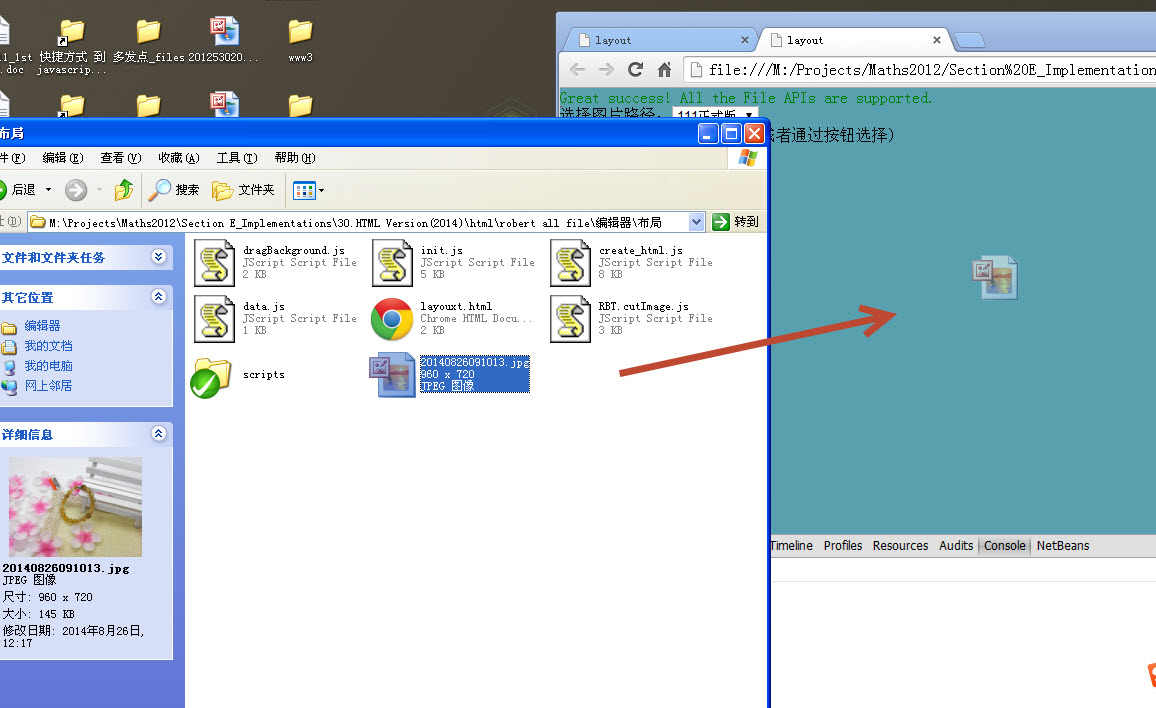 .1_1st
.doc
快捷方式 到
javascrip...
多发点_files
201253020...
www3
layout
layout
file:///M:/Projects/Maths2012/Section%20E_Implementation
Great success! All the File APIs are supported.
选择图片路径: 111正式版
者通过按钮选择)
布局
件(F) 编辑(E) 查看(V) 收藏(A) 工具(T) 帮助(H)
后退 搜索 文件夹
址(D) M:\Projects\Maths2012\Section E_Implementations\30.HTML Version(2014)\html\robert all file\编辑器\布局 转到
文件和文件夹任务
其它位置
编辑器
我的文档
我的电脑
网上邻居
详细信息
20140826091013.jpg
JPEG 图像
尺寸: 960 x 720
大小: 145 KB
修改日期: 2014年8月26日,
12:17
dragBackground.js
JScript Script File
2 KB
init.js
JScript Script File
5 KB
create_html.js
JScript Script File
8 KB
data.js
JScript Script File
1 KB
layouxt.html
Chrome HTML Docu...
2 KB
RBT.cutImage.js
JScript Script File
3 KB
scripts
20140826091013.jpg
960 x 720
JPEG 图像
Timeline Profiles Resources Audits Console NetBeans